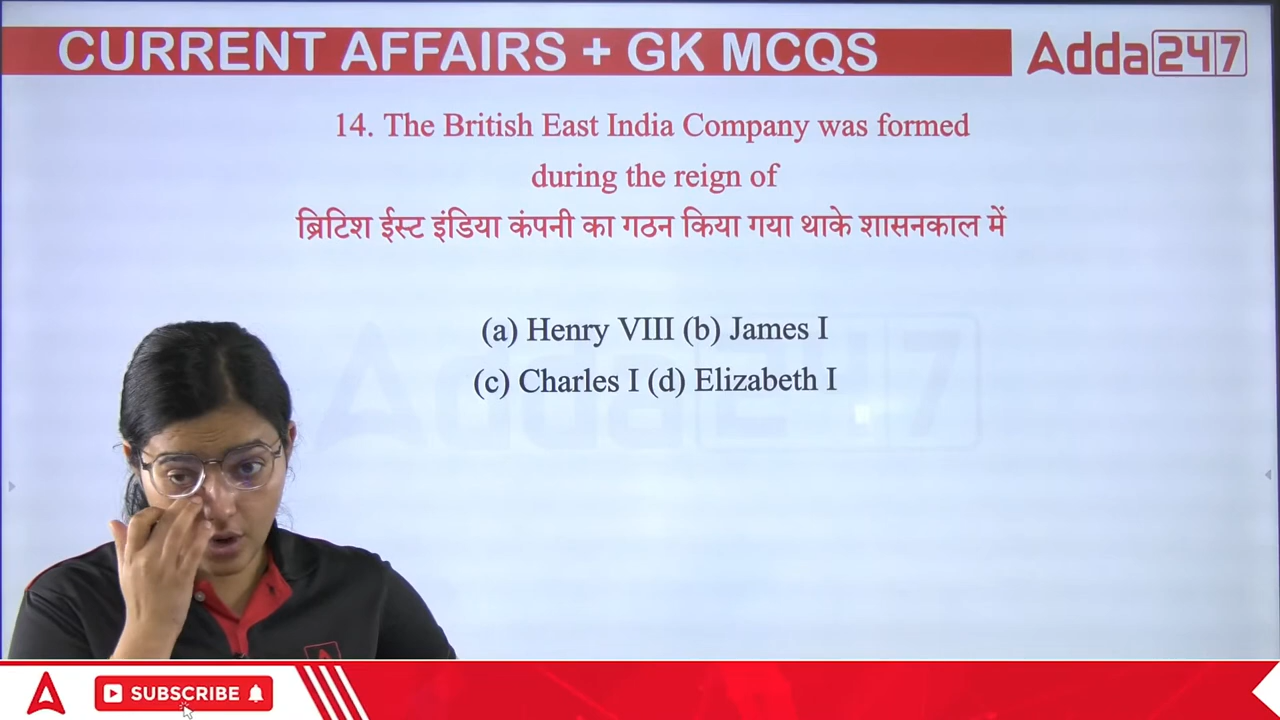 CURRENT AFFAIRS + GK MCQS
Adda247
14. The British East India Company was formed
during the reign of
ब्रिटिश ईस्ट इंडिया कंपनी का गठन किया गया थाके शासनकाल में
(a) Henry VIII (b) James I
(c) Charles I (d) Elizabeth I
Adda247
SUBSCRIBE